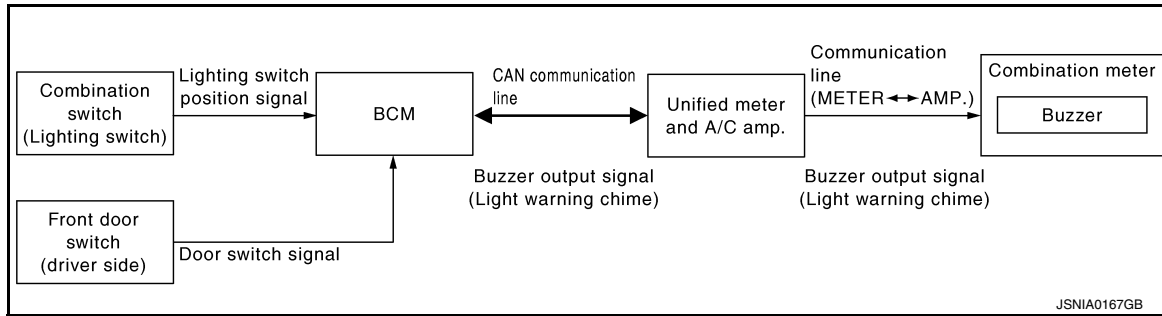 Combination
switch
(Lighting switch)
Lighting switch
position signal
BCM
CAN communication
line
Unified meter
and A/C amp.
Communication
line
(METER↔AMP.)
Combination meter
Buzzer
Buzzer output signal
(Light warning chime)
Buzzer output signal
(Light warning chime)
Front door
switch
(driver side)
Door switch signal
JSNIA0167GB